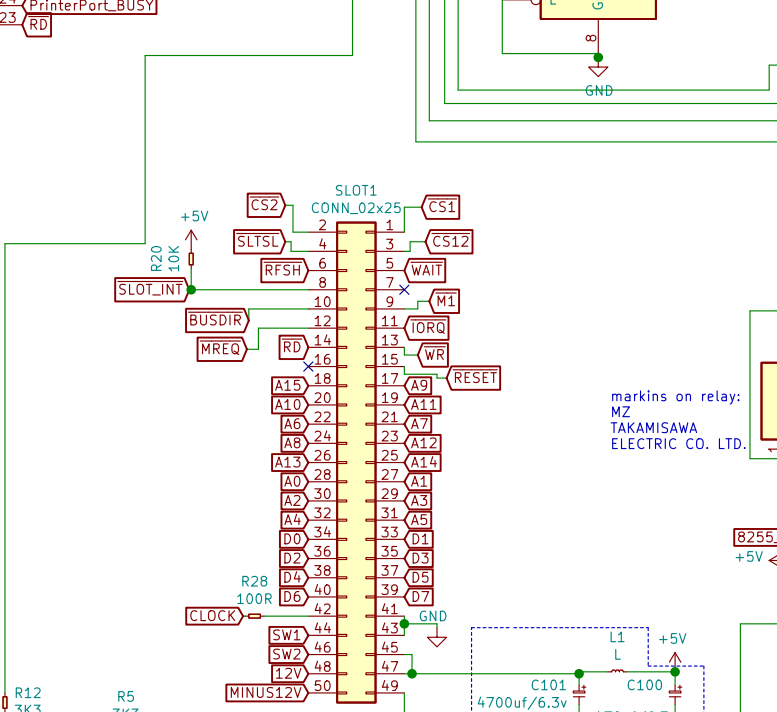 PrinterPort_BUSY
23
RD
G
8
GND
SLOT1
CONN_02x25
CS2
CS1
+5V
R20
10K
SLTSL
CS12
RFSH
WAIT
SLOT_INT
BUSDIR
M1
MREQ
IORQ
RD
WR
RESET
2 1
4 3
6 5
8 7
10 9
12 11
14 13
16 15
A15 18 17 A9
A10 20 19 A11
A6 22 21 A7
A8 24 23 A12
A13 26 25 A14
A0 28 27 A1
A2 30 29 A3
A4 32 31 A5
D0 34 33 D1
D2 36 35 D3
D4 38 37 D5
D6 40 39 D7
R28
100R
CLOCK 42 41
GND
SW1 44 43
SW2 46 45
12V 48 47
MINUS12V 50 49
markins on relay:
MZ
TAKAMISAWA
ELECTRIC CO. LTD.
8255_
+5V
L1
L
+5V
C101
4700uf/6.3v
C100
R12
3K3
R5
3K3